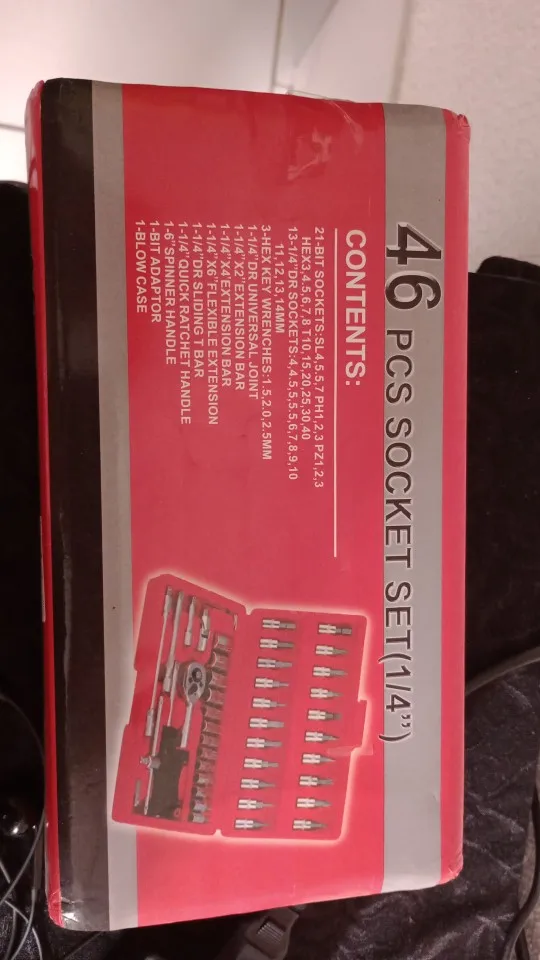 46 PCS SOCKET SET(1/4")
CONTENTS:
21-BIT SOCKETS:SL4,5.5,7 PH1,2,3 PZ1,2,3
HEX3,4,5,6,7,8 T10,15,20,25,30,40
13-1/4"DR SOCKETS:4,4.5,5,5.5,6,7,8,9,10
11,12,13,14MM
3-HEX KEY WRENCHES:1.5,2.0,2.5MM
1-1/4"DR UNIVERSAL JOINT
1-1/4"X2"EXTENSION BAR
1-1/4"X4"EXTENSION BAR
1-1/4"X6"FLEXIBLE EXTENSION
1-1/4"DR SLIDING T BAR
1-1/4"QUICK RATCHET HANDLE
1-6"SPINNER HANDLE
1-BIT ADAPTOR
1-BLOW CASE